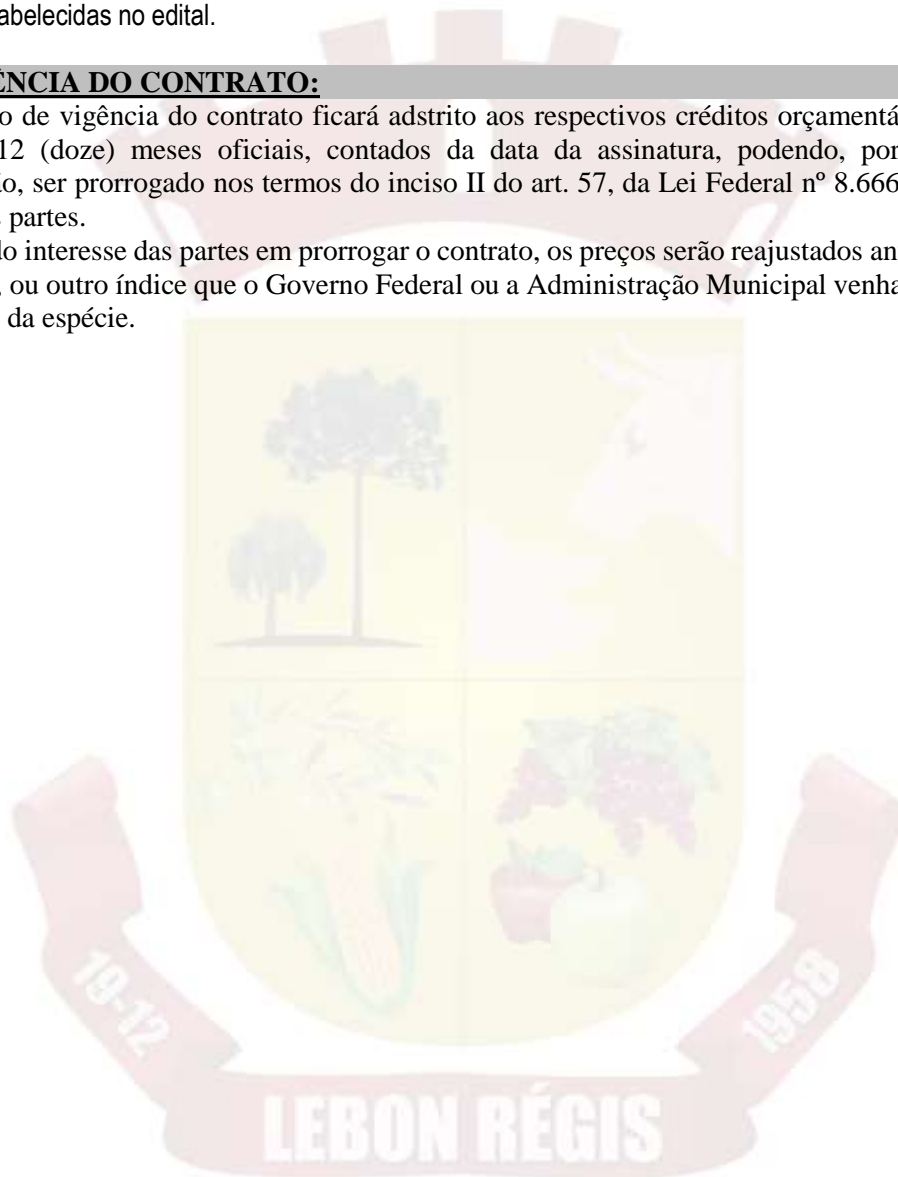 abelecidas no edital.
ÊNCIA DO CONTRATO:
o de vigência do contrato ficará adstrito aos respectivos créditos orçamentá
12 (doze) meses oficiais, contados da data da assinatura, podendo, por
ão, ser prorrogado nos termos do inciso II do art. 57, da Lei Federal nº 8.666
s partes.
do interesse das partes em prorrogar o contrato, os preços serão reajustados an
, ou outro índice que o Governo Federal ou a Administração Municipal venha
da espécie.
19-12
1958
LEBON RÉGIS